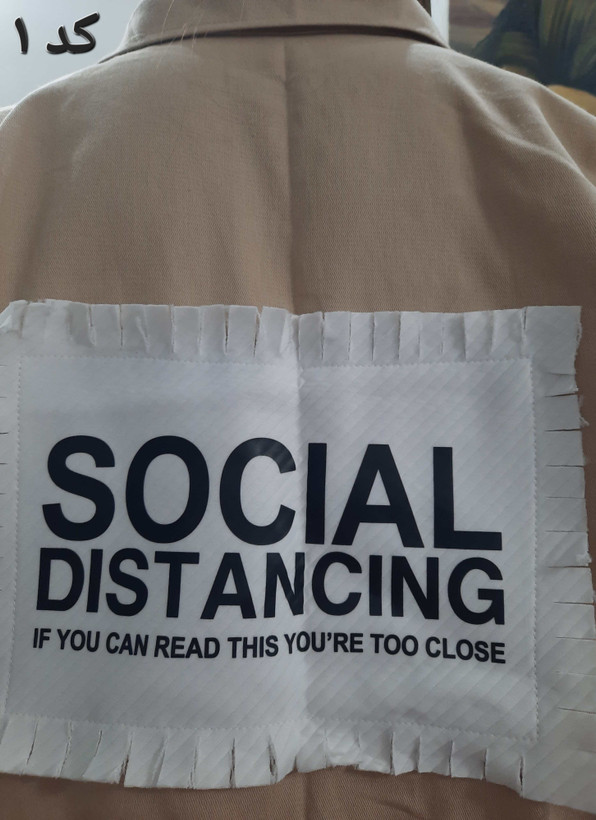 کد ۱
SOCIAL
DISTANCING
IF YOU CAN READ THIS YOU'RE TOO CLOSE